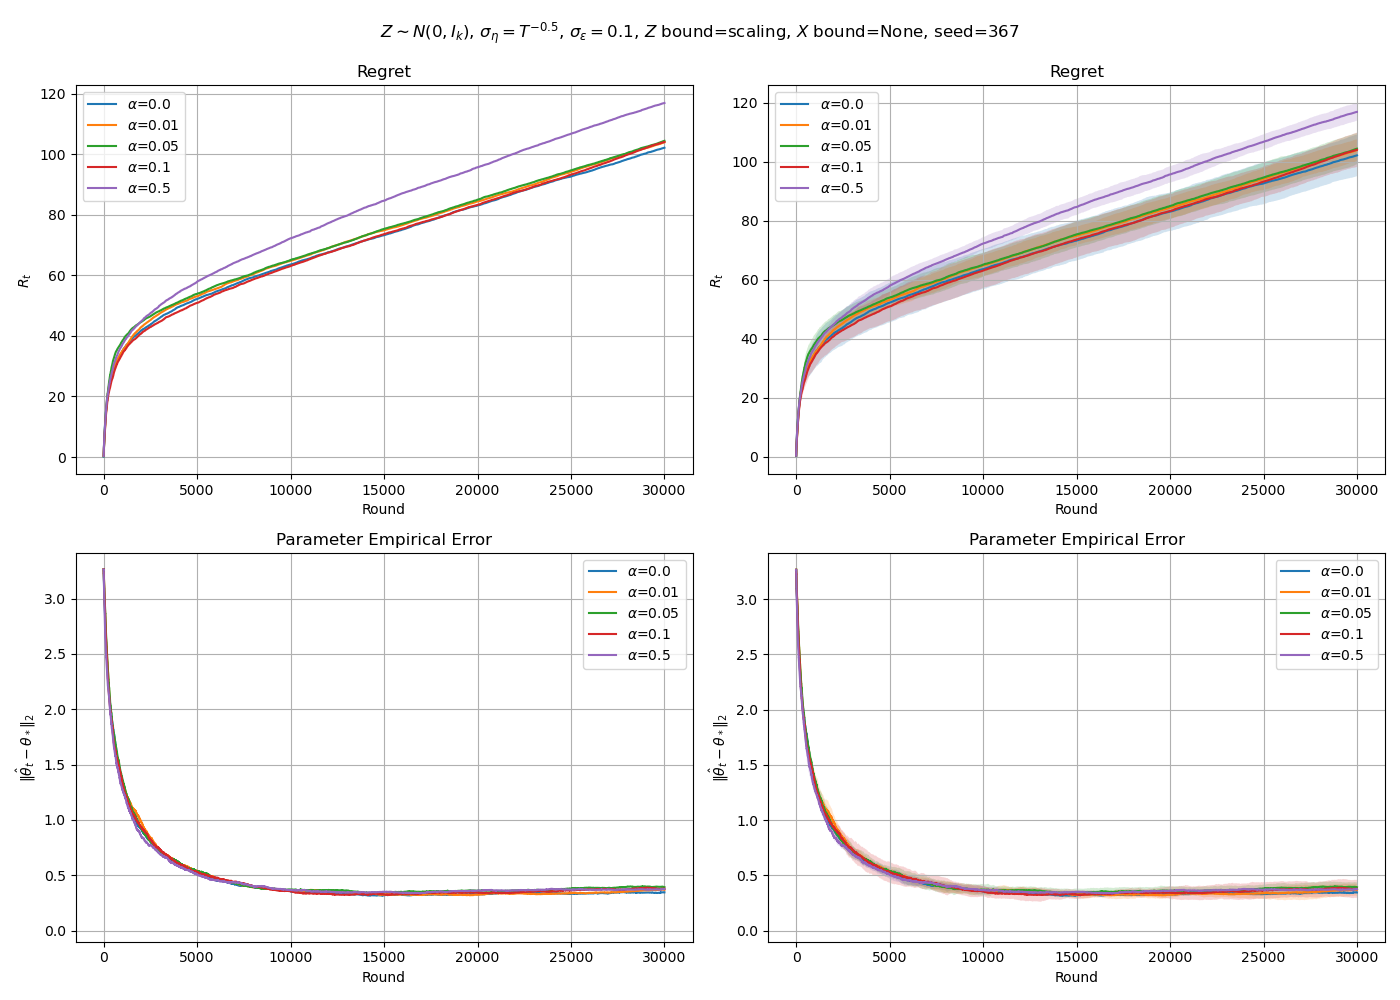 Z ~ N(0, I_k), σ_η = T^{-0.5}, σ_ε = 0.1, Z bound=scaling, X bound=None, seed=367
Regret
120
100
80
60
40
20
0
R_t
α=0.0
α=0.01
α=0.05
α=0.1
α=0.5
0 5000 10000 15000 20000 25000 30000
Round
Regret
120
100
80
60
40
20
0
R_t
α=0.0
α=0.01
α=0.05
α=0.1
α=0.5
0 5000 10000 15000 20000 25000 30000
Round
Parameter Empirical Error
3.0
2.5
2.0
1.5
1.0
0.5
0.0
‖θ̂_t − θ_*‖_2
α=0.0
α=0.01
α=0.05
α=0.1
α=0.5
0 5000 10000 15000 20000 25000 30000
Round
Parameter Empirical Error
3.0
2.5
2.0
1.5
1.0
0.5
0.0
‖θ̂_t − θ_*‖_2
α=0.0
α=0.01
α=0.05
α=0.1
α=0.5
0 5000 10000 15000 20000 25000 30000
Round